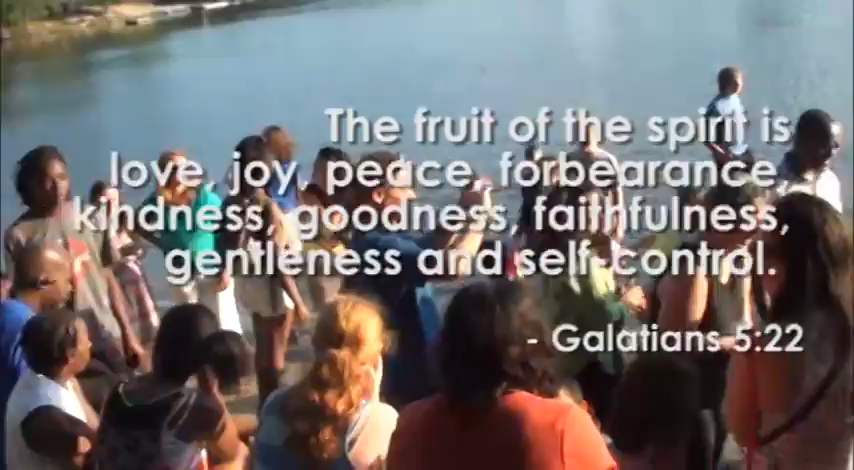 The fruit of the spirit is
love, joy, peace, forbearance
kindness, goodness, faithfulness,
gentleness and self-control.
- Galatians 5:22